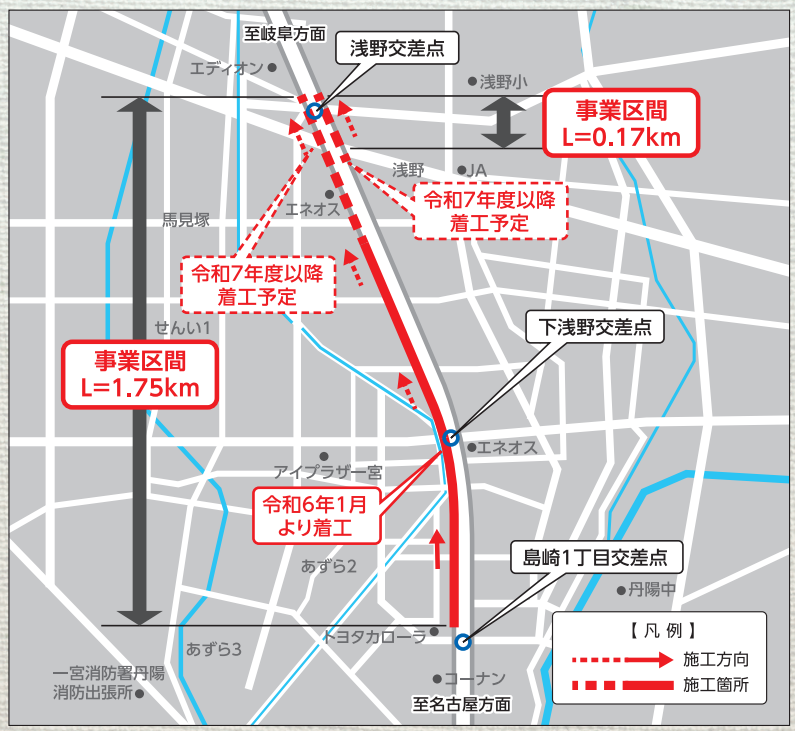 至岐阜方面
浅野交差点
エディオン
浅野小
事業区間
L=0.17km
浅野
JA
エネオス
令和7年度以降
着工予定
馬見塚
令和7年度以降
着工予定
せんい1
下浅野交差点
事業区間
L=1.75km
エネオス
アイプラザ一宮
令和6年1月
より着工
島崎1丁目交差点
あずら2
丹陽中
トヨタカローラ
あずら3
【凡例】
施工方向
施工箇所
一宮消防署丹陽
消防出張所
コーナン
至名古屋方面